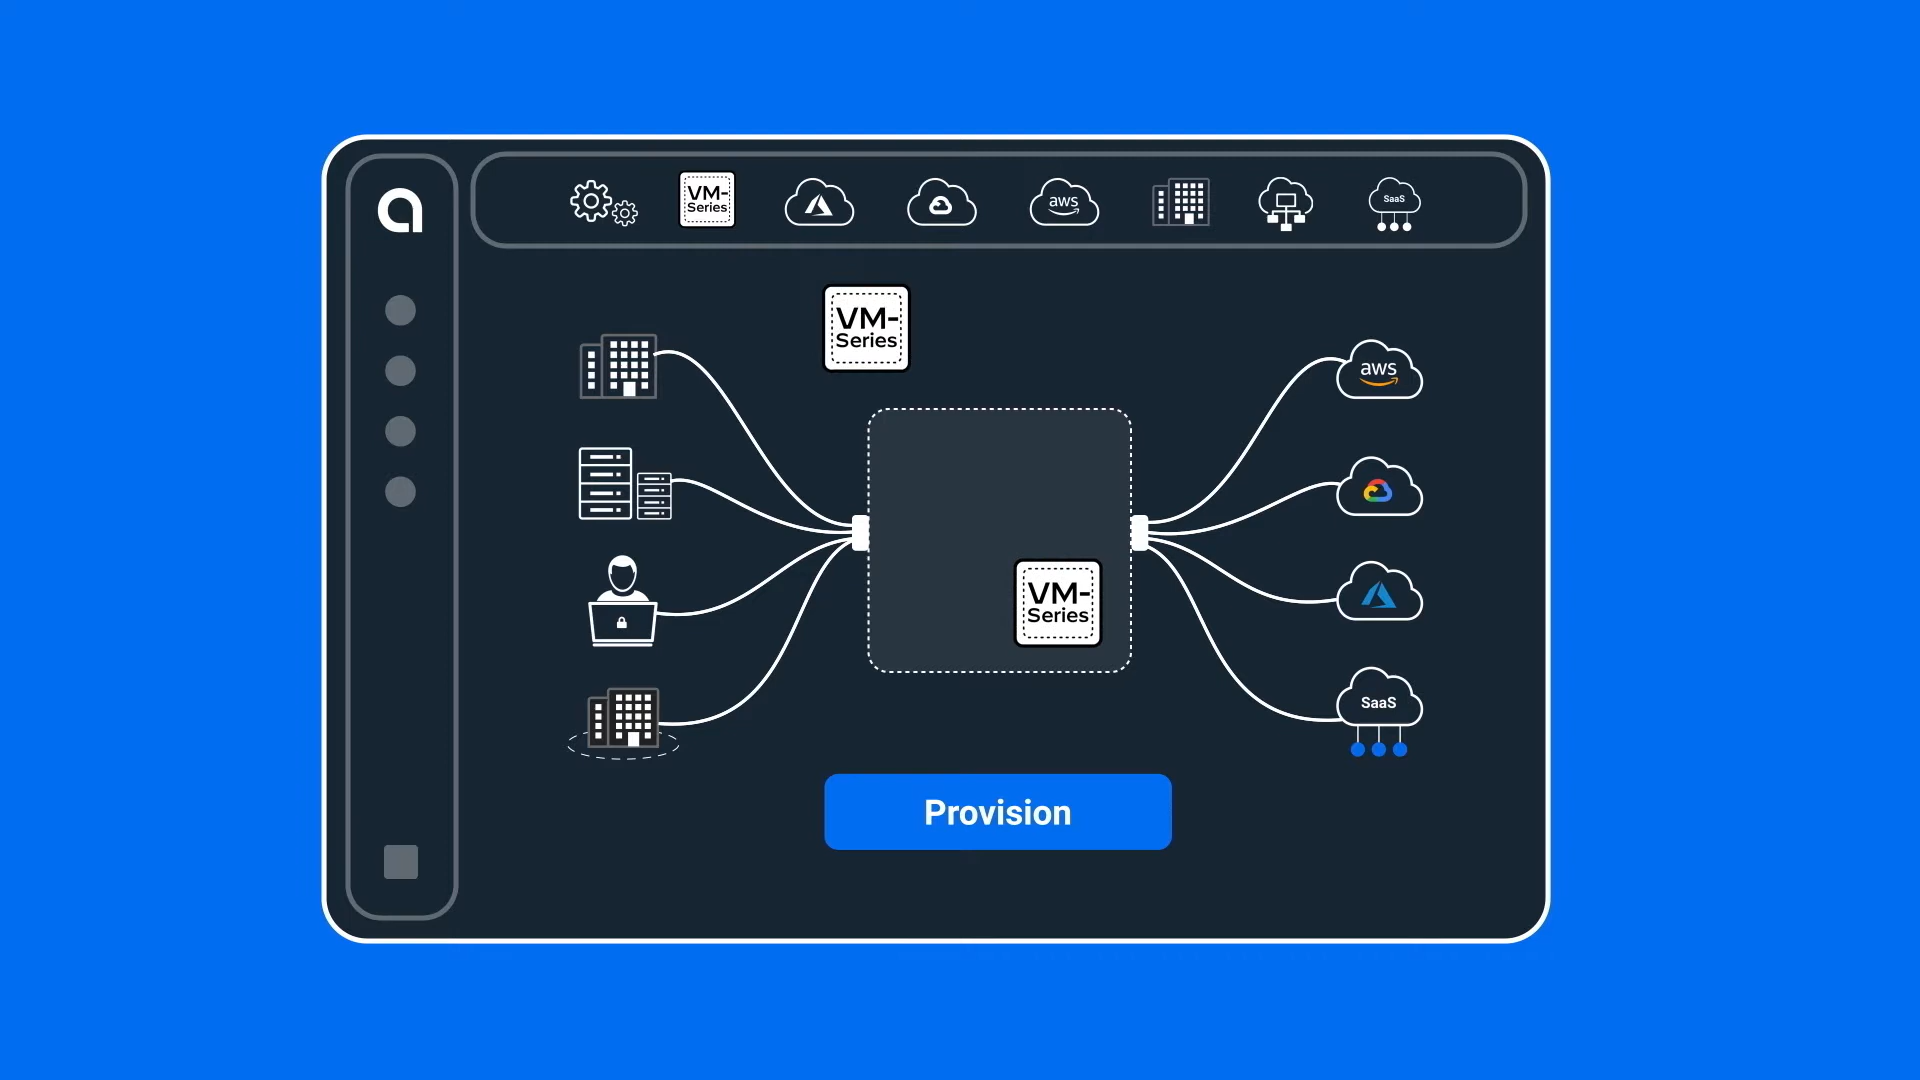 VM-
Series
aws
SaaS
VM-
Series
aws
VM-
Series
SaaS
Provision